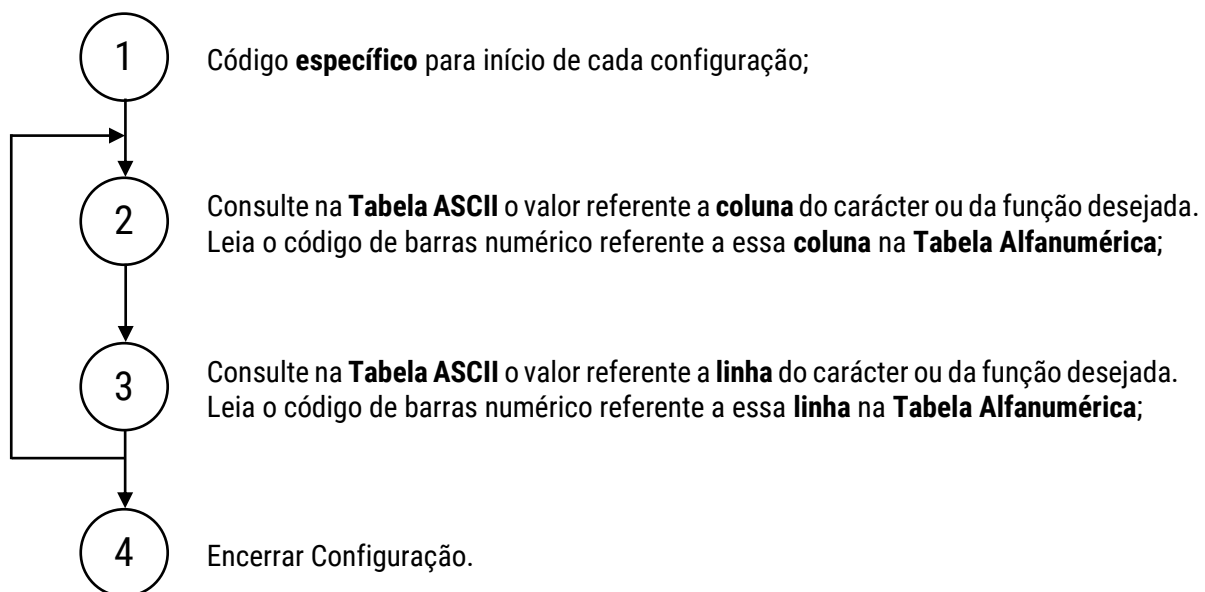 1
Código específico para início de cada configuração;
2
Consulte na Tabela ASCII o valor referente a coluna do carácter ou da função desejada.
Leia o código de barras numérico referente a essa coluna na Tabela Alfanumérica;
3
Consulte na Tabela ASCII o valor referente a linha do carácter ou da função desejada.
Leia o código de barras numérico referente a essa linha na Tabela Alfanumérica;
4
Encerrar Configuração.